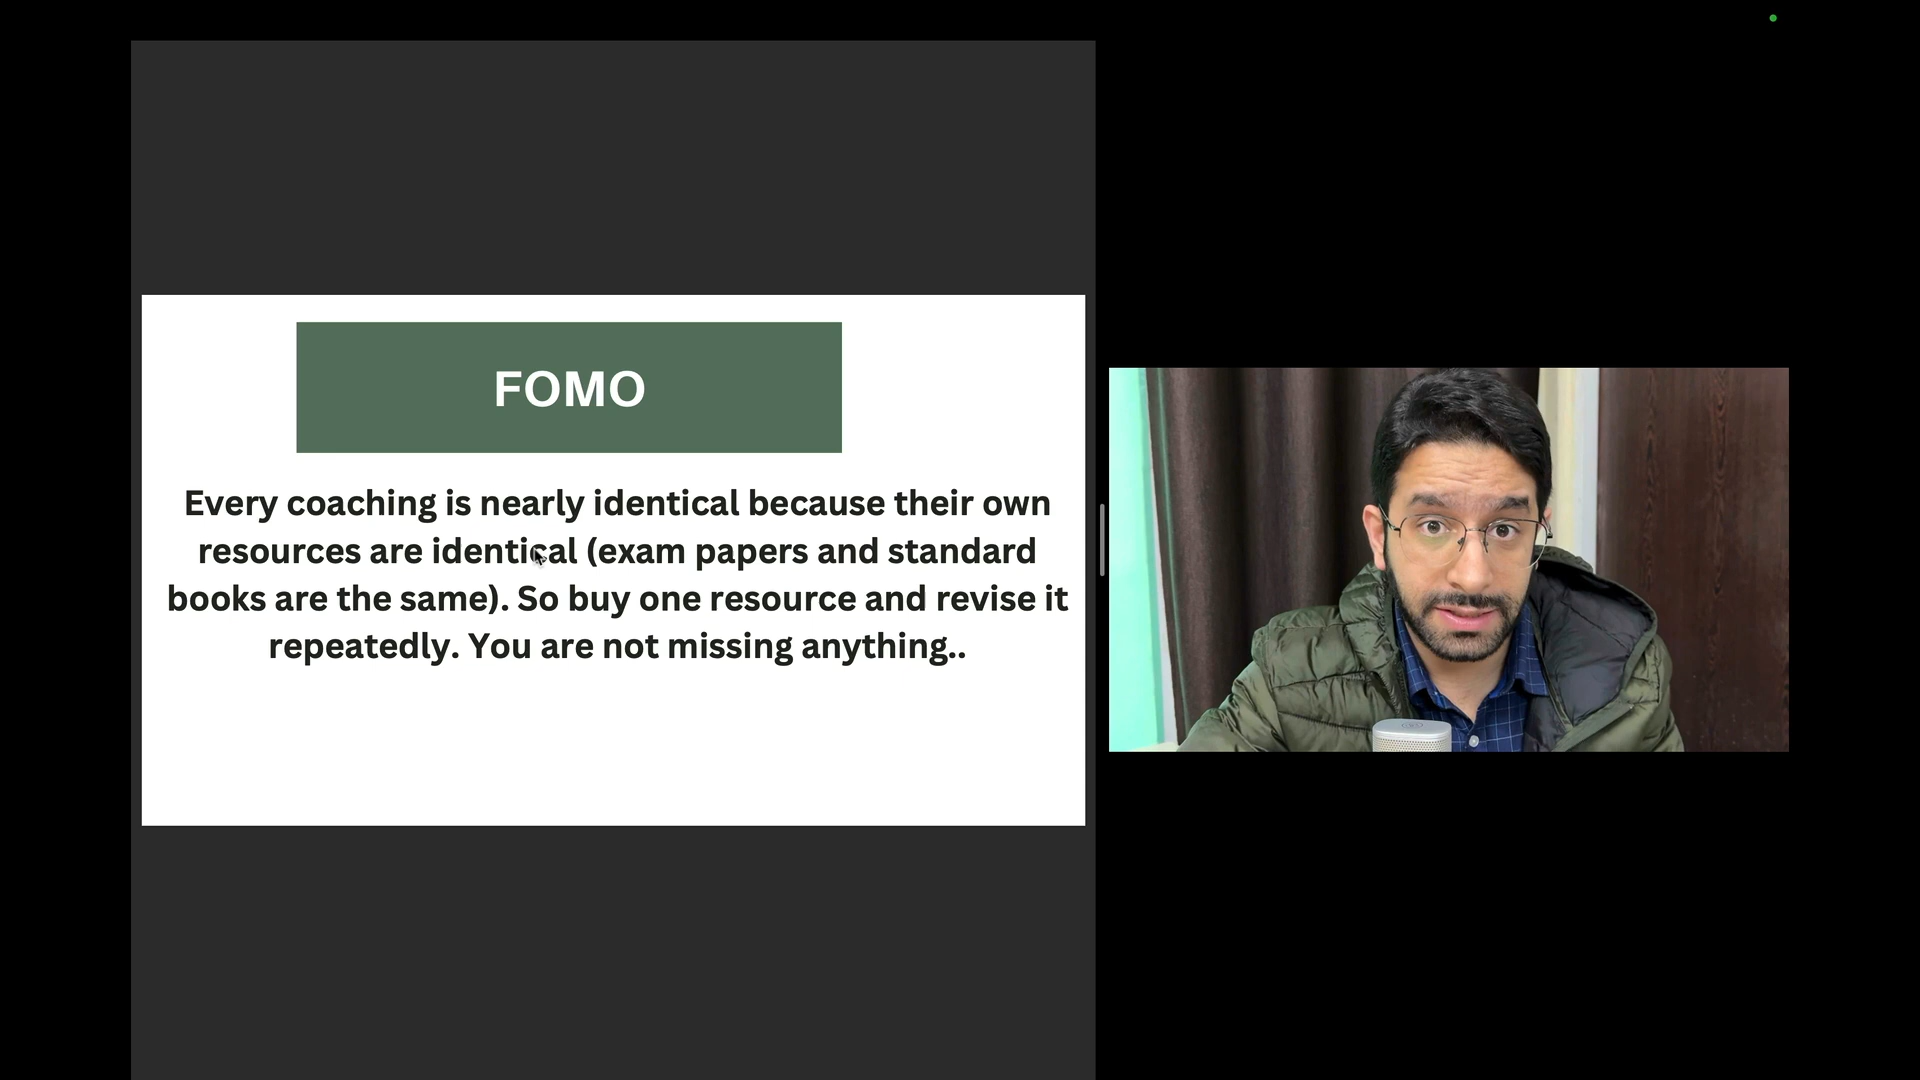 FOMO
Every coaching is nearly identical because their own
resources are identical (exam papers and standard
books are the same). So buy one resource and revise it
repeatedly. You are not missing anything..